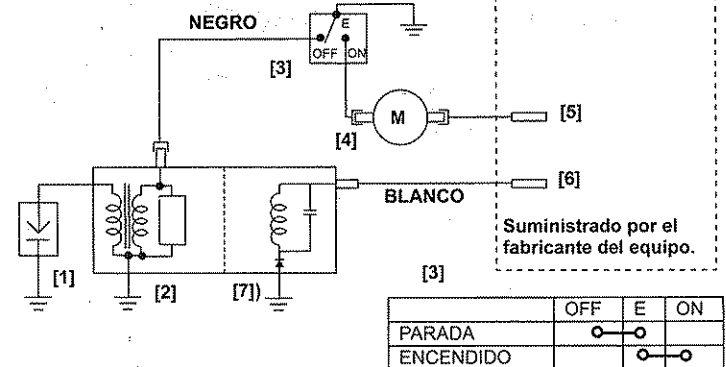 NEGRO
E
OFF ON
[3]
[4]
M
[5]
[6]
BLANCO
Suministrado por el
fabricante del equipo.
[1]
[2]
[7])
[3]
OFF E ON
PARADA
ENCENDIDO